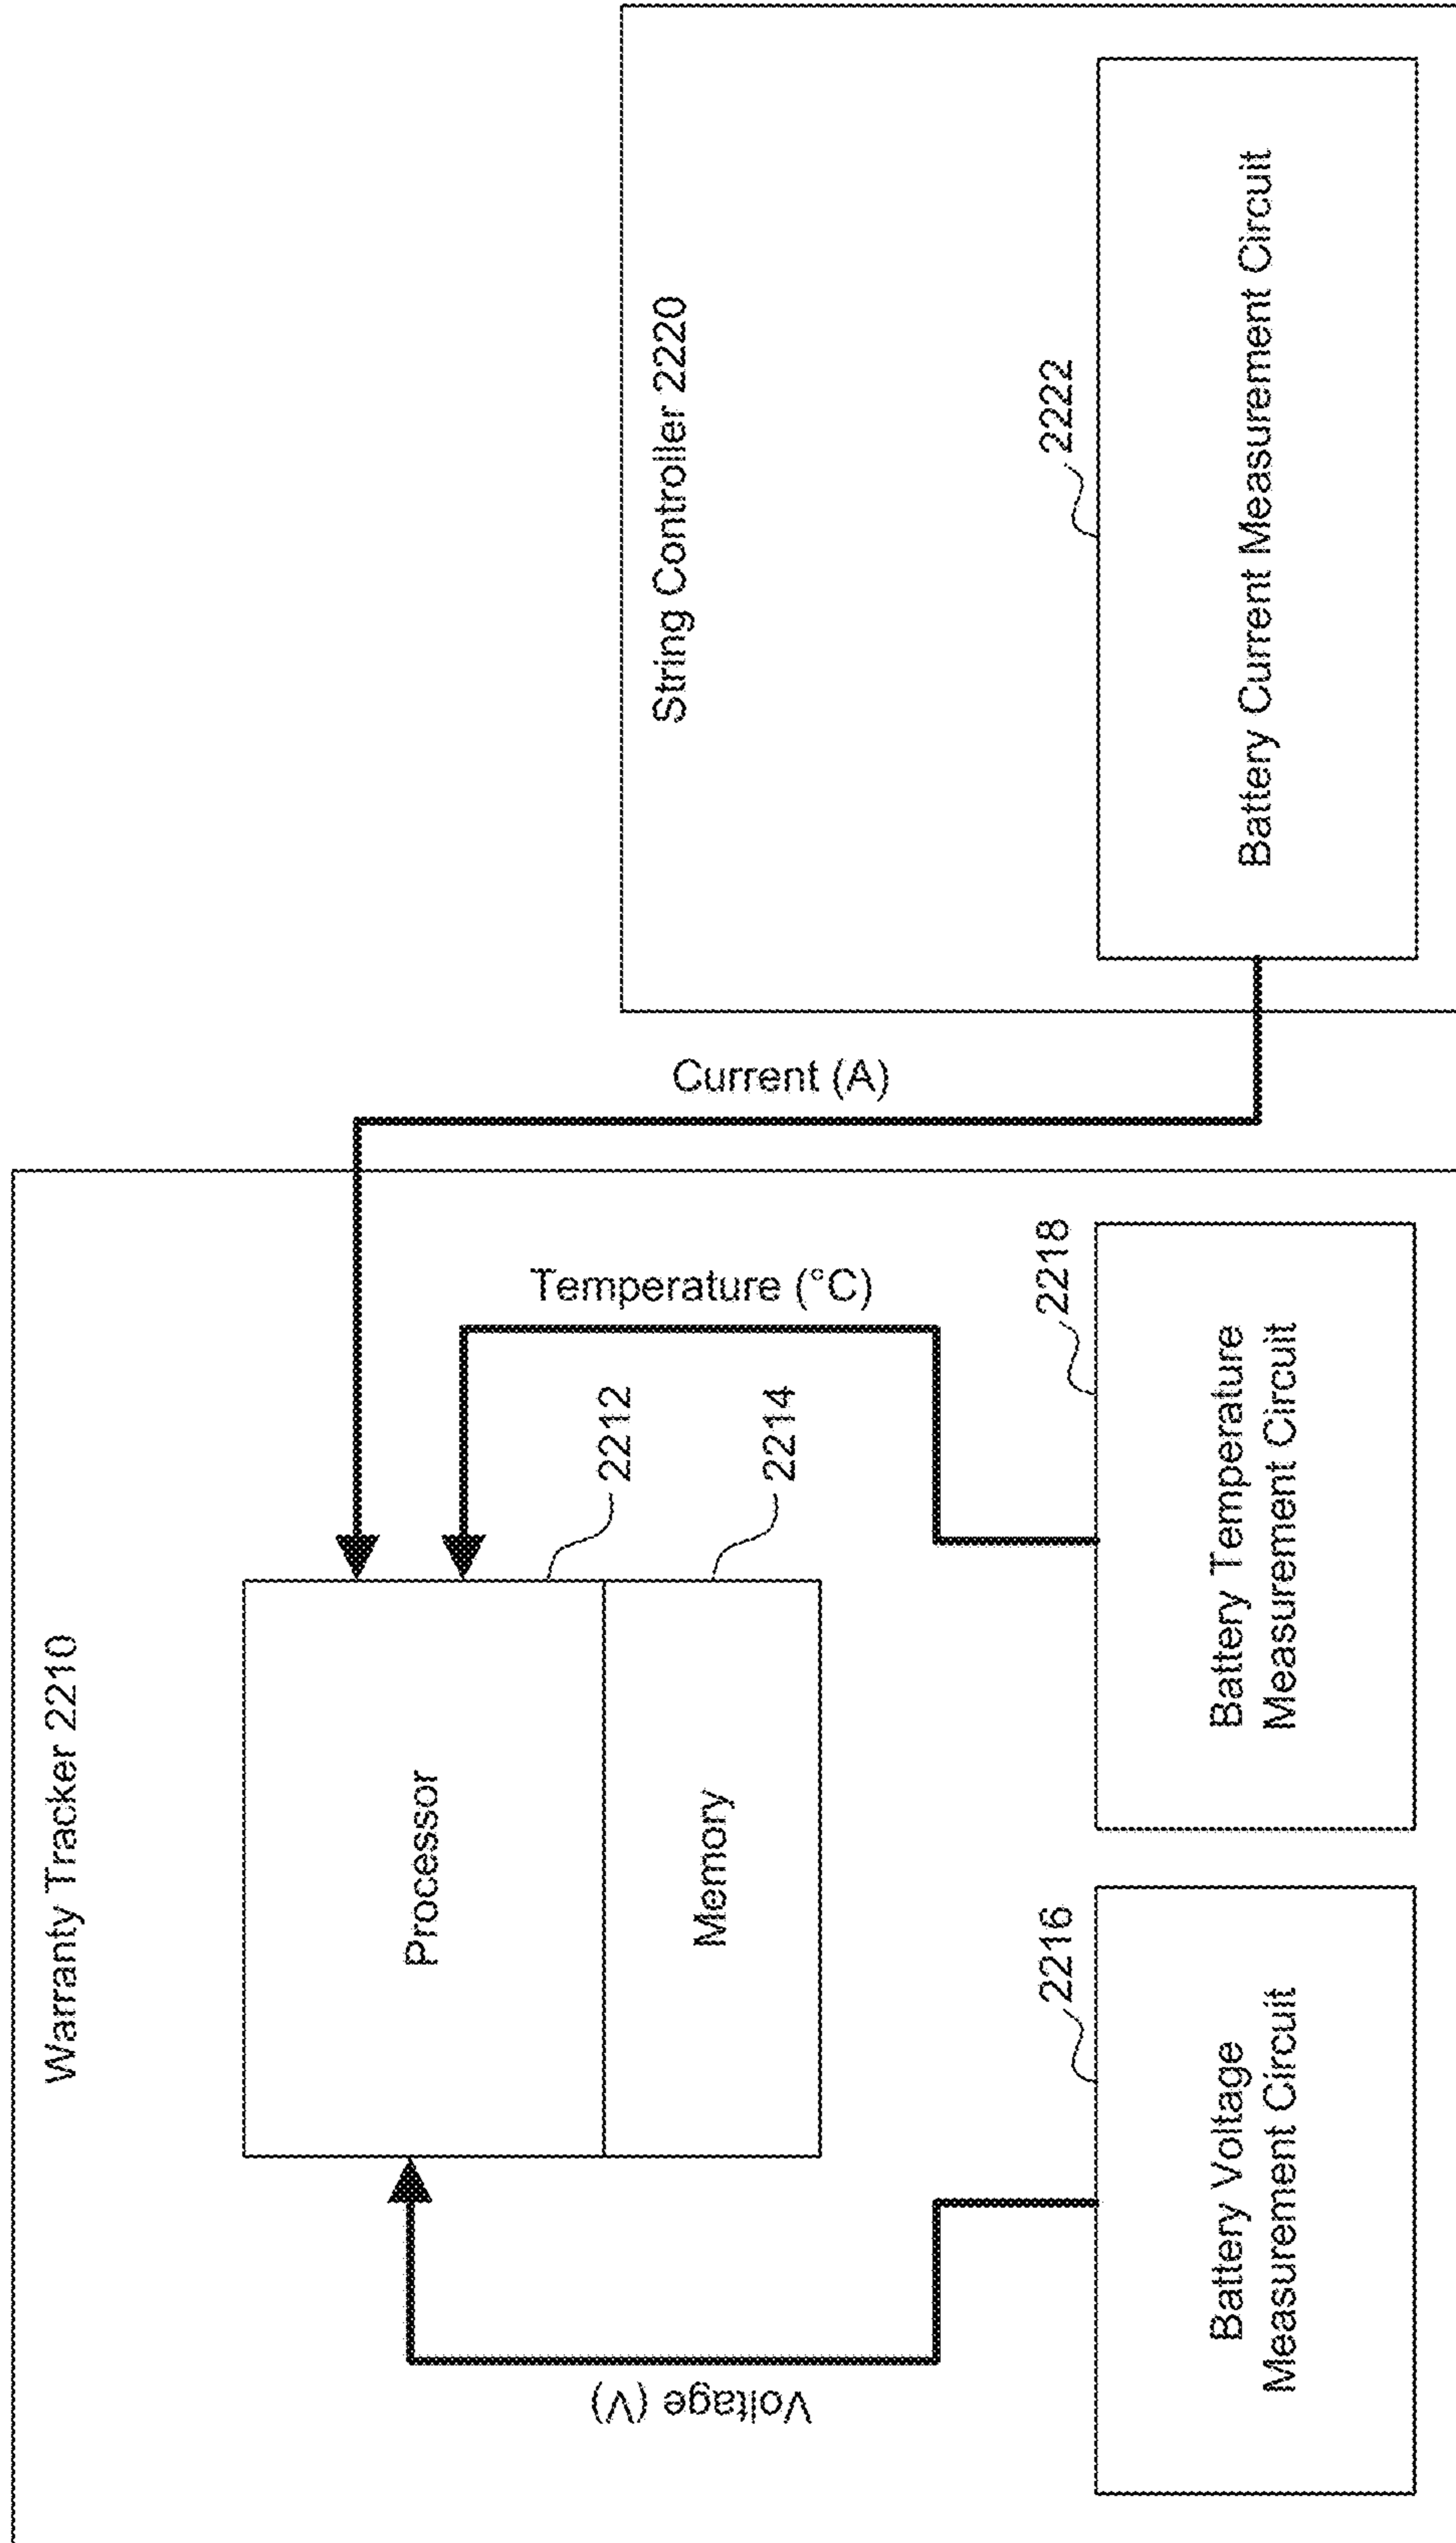 Warranty Tracker 2210
Processor
2212
Memory
2214
Voltage (V)
Temperature (°C)
Current (A)
2216
Battery Voltage
Measurement Circuit
2218
Battery Temperature
Measurement Circuit
String Controller 2220
2222
Battery Current Measurement Circuit